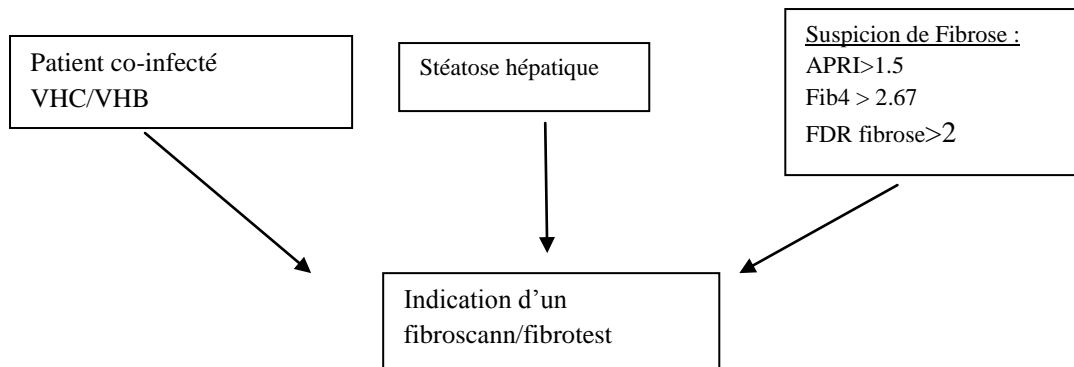 Patient co-infecté
VHC/VHB
Stéatose hépatique
Suspicion de Fibrose :
APRI>1.5
Fib4 > 2.67
FDR fibrose>2
Indication d'un
fibroscann/fibrotest